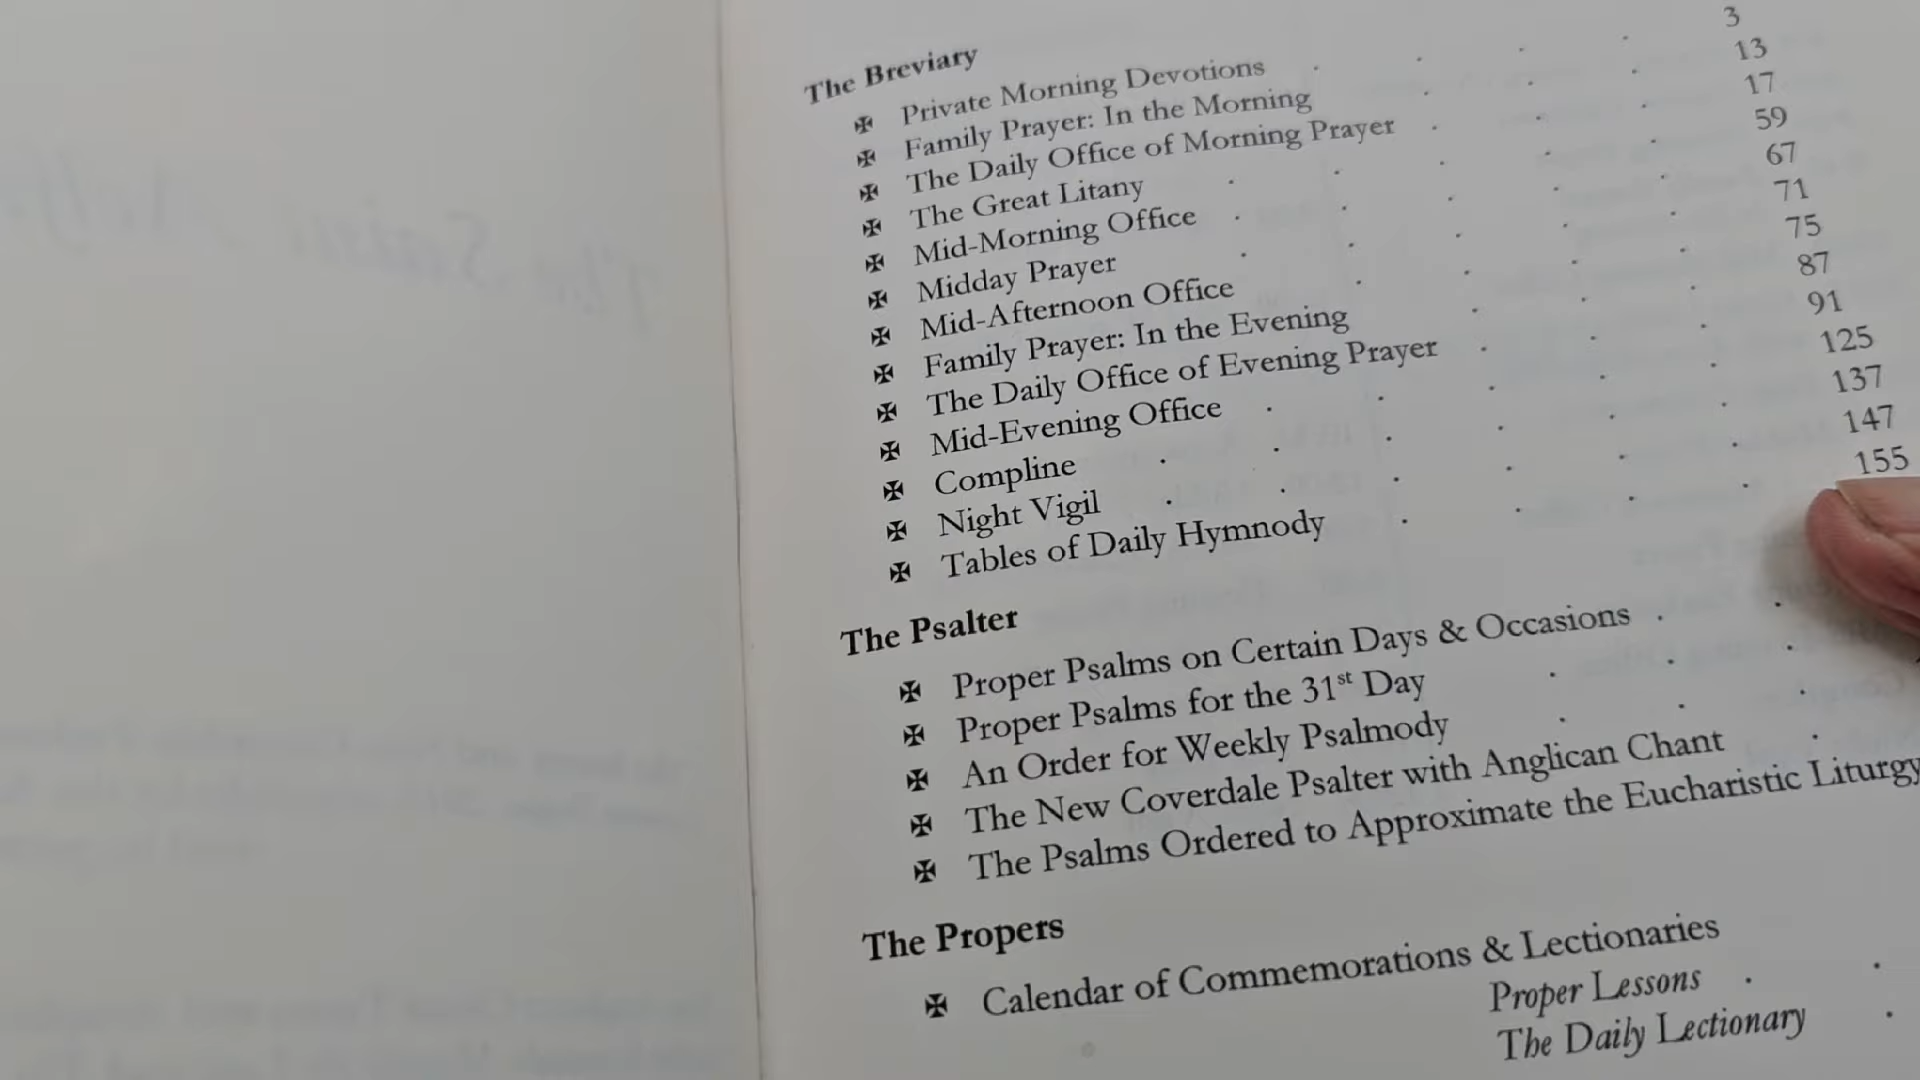 The Breviary
✠ Private Morning Devotions . . . . 3
✠ Family Prayer: In the Morning . . . 13
✠ The Daily Office of Morning Prayer . . . 17
✠ The Great Litany . . . . . 59
✠ Mid-Morning Office . . . . . 67
✠ Midday Prayer . . . . . 71
✠ Mid-Afternoon Office . . . . 75
✠ Family Prayer: In the Evening . . . 87
✠ The Daily Office of Evening Prayer . . . 91
✠ Mid-Evening Office . . . . . 125
✠ Compline . . . . . . 137
✠ Night Vigil . . . . . . 147
✠ Tables of Daily Hymnody . . . . 155
The Psalter
✠ Proper Psalms on Certain Days & Occasions . .
✠ Proper Psalms for the 31st Day . . .
✠ An Order for Weekly Psalmody . . .
✠ The New Coverdale Psalter with Anglican Chant .
✠ The Psalms Ordered to Approximate the Eucharistic Liturgy
The Propers
✠ Calendar of Commemorations & Lectionaries
Proper Lessons . .
The Daily Lectionary .